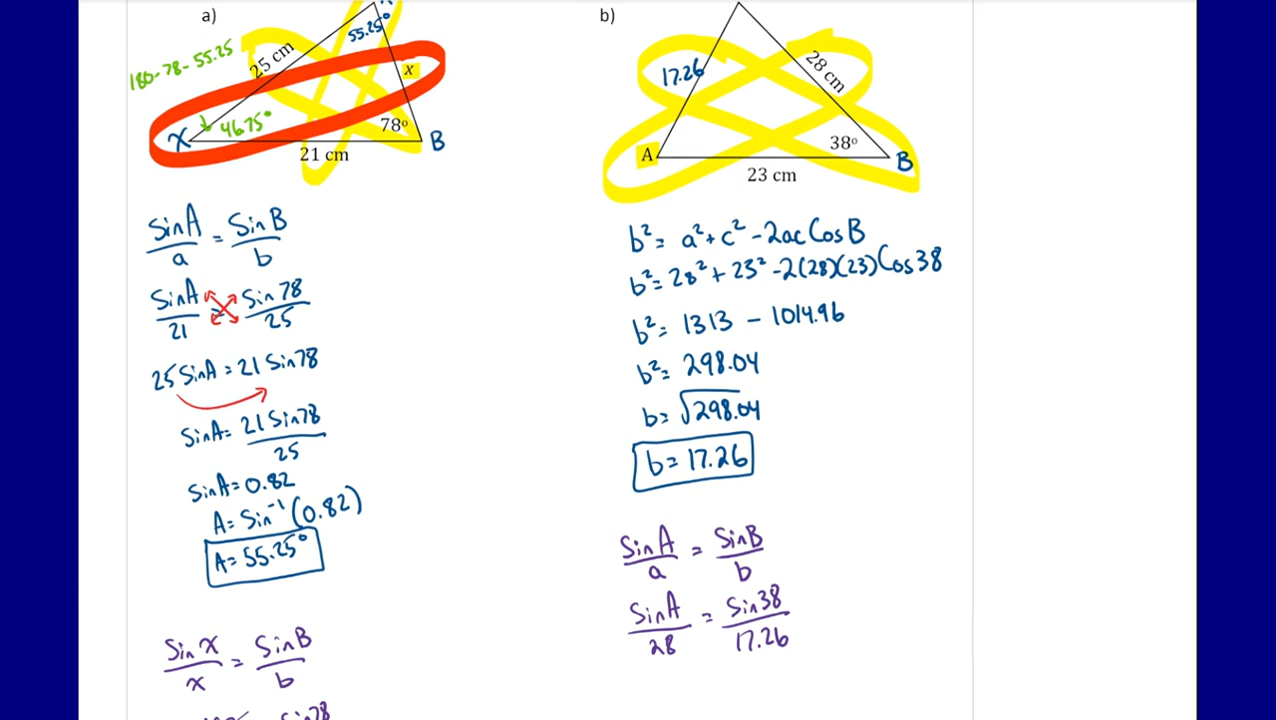 a)
55.25°
180-78-55.25
25 cm
x
X
46.75°
78°
B
21 cm
SinA/a = SinB/b
SinA/21 = Sin78/25
25SinA = 21Sin78
SinA = 21Sin78/25
SinA = 0.82
A = Sin⁻¹(0.82)
A = 55.25°
Sin x/x = SinB/b
Sin78
b)
17.26
28 cm
38°
A
B
23 cm
b² = a² + c² - 2acCosB
b² = 28² + 23² - 2(28)(23)Cos38
b² = 1313 - 1014.96
b² = 298.04
b = √298.04
b = 17.26
SinA/a = SinB/b
SinA/28 = Sin38/17.26